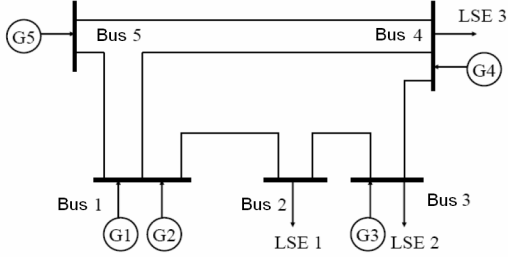 LSE 3
G5
Bus 5
Bus 4
G4
Bus 1
Bus 2
Bus 3
G1
G2
LSE 1
G3
LSE 2